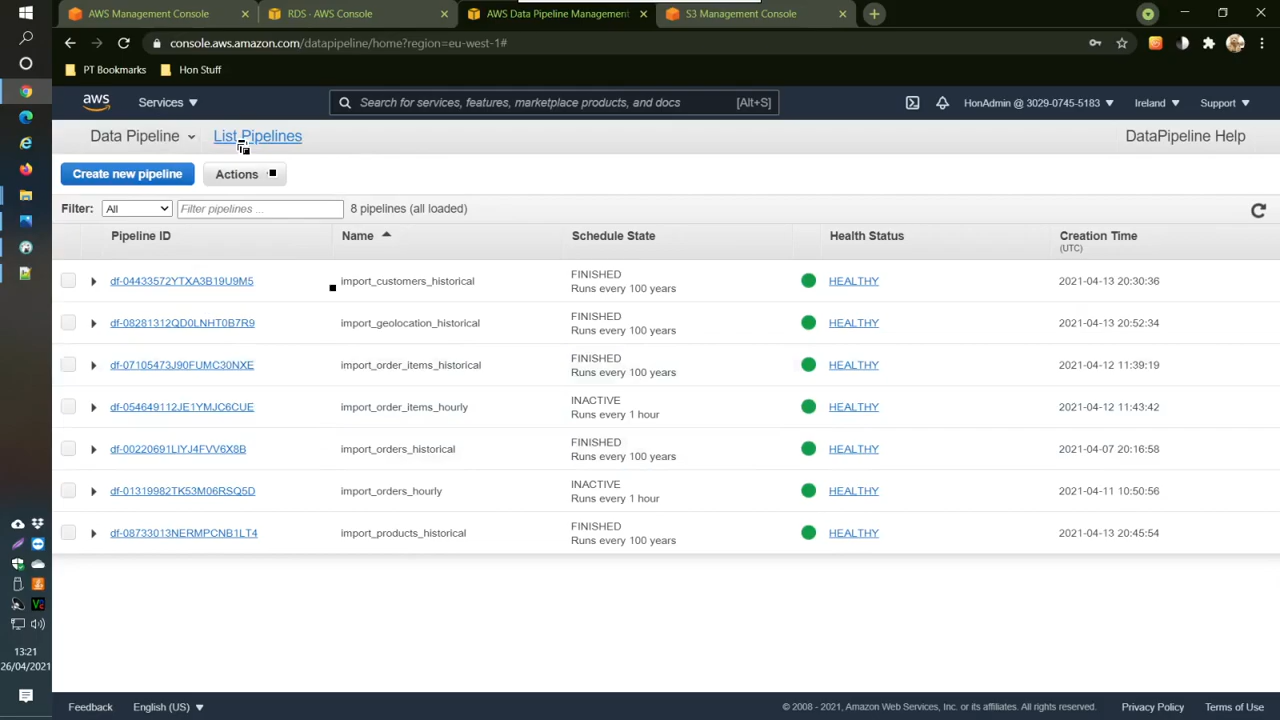 AWS Management Console
RDS · AWS Console
AWS Data Pipeline Management
S3 Management Console
console.aws.amazon.com/datapipeline/home?region=eu-west-1#
PT Bookmarks
Hon Stuff
aws
Services
Search for services, features, marketplace products, and docs
[Alt+S]
HonAdmin @ 3029-0745-5183
Ireland
Support
Data Pipeline
List Pipelines
DataPipeline Help
Create new pipeline
Actions
Filter:
All
Filter pipelines ...
8 pipelines (all loaded)
Pipeline ID
Name
Schedule State
Health Status
Creation Time
(UTC)
df-04433572YTXA3B19U9M5
import_customers_historical
FINISHED
Runs every 100 years
HEALTHY
2021-04-13 20:30:36
df-08281312QD0LNHT0B7R9
import_geolocation_historical
FINISHED
Runs every 100 years
HEALTHY
2021-04-13 20:52:34
df-07105473J90FUMC30NXE
import_order_items_historical
FINISHED
Runs every 100 years
HEALTHY
2021-04-12 11:39:19
df-054649112JE1YMJC6CUE
import_order_items_hourly
INACTIVE
Runs every 1 hour
HEALTHY
2021-04-12 11:43:42
df-00220691LIYJ4FVV6X8B
import_orders_historical
FINISHED
Runs every 100 years
HEALTHY
2021-04-07 20:16:58
df-01319982TK53M06RSQ5D
import_orders_hourly
INACTIVE
Runs every 1 hour
HEALTHY
2021-04-11 10:50:56
df-08733013NERMPCNB1LT4
import_products_historical
FINISHED
Runs every 100 years
HEALTHY
2021-04-13 20:45:54
13:21
26/04/2021
Feedback
English (US)
© 2008 - 2021, Amazon Web Services, Inc. or its affiliates. All rights reserved.
Privacy Policy
Terms of Use